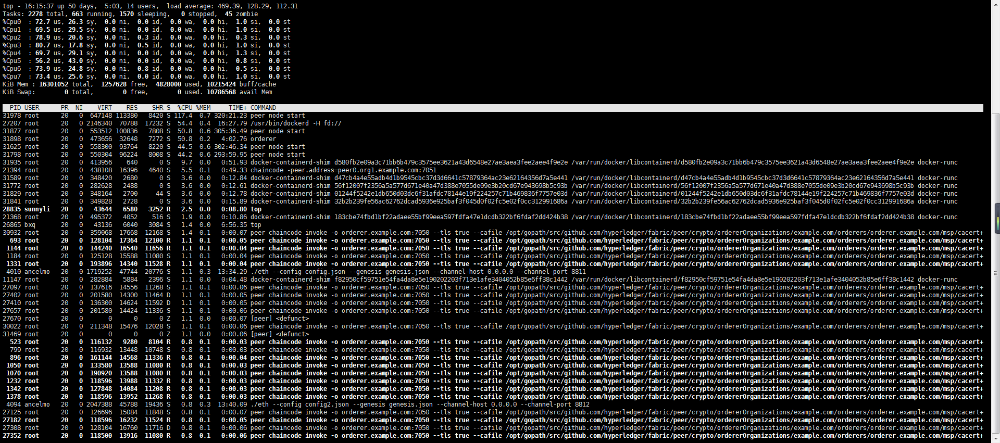 top - 16:15:37 up 50 days,  5:03, 14 users,  load average: 469.39, 128.29, 112.31
Tasks: 2278 total, 663 running, 1570 sleeping,   0 stopped,  45 zombie
%Cpu0  : 72.7 us, 26.3 sy,  0.0 ni,  0.0 id,  0.0 wa,  0.0 hi,  1.0 si,  0.0 st
%Cpu1  : 69.5 us, 29.5 sy,  0.0 ni,  0.0 id,  0.0 wa,  0.0 hi,  1.0 si,  0.0 st
%Cpu2  : 78.9 us, 20.6 sy,  0.0 ni,  0.3 id,  0.0 wa,  0.0 hi,  0.3 si,  0.0 st
%Cpu3  : 80.7 us, 17.8 sy,  0.0 ni,  0.5 id,  0.0 wa,  0.0 hi,  1.0 si,  0.0 st
%Cpu4  : 69.7 us, 29.1 sy,  0.0 ni,  0.0 id,  0.0 wa,  0.0 hi,  1.3 si,  0.0 st
%Cpu5  : 56.2 us, 43.0 sy,  0.0 ni,  0.0 id,  0.0 wa,  0.0 hi,  0.8 si,  0.0 st
%Cpu6  : 73.9 us, 24.8 sy,  0.0 ni,  0.8 id,  0.0 wa,  0.0 hi,  0.5 si,  0.0 st
%Cpu7  : 73.4 us, 25.6 sy,  0.0 ni,  0.0 id,  0.0 wa,  0.0 hi,  1.0 si,  0.0 st
KiB Mem : 16301052 total,  1257628 free,  4828000 used, 10215424 buff/cache
KiB Swap:        0 total,        0 free,        0 used. 10786568 avail Mem
PID USER PR NI VIRT RES SHR S %CPU %MEM TIME+ COMMAND
31978 root 20 0 647148 113380 8420 S 117.4 0.7 320:21.23 peer node start
27207 root 20 0 2146340 70788 17232 S 54.4 0.4 16:27.79 /usr/bin/dockerd -H fd://
31877 root 20 0 553512 100836 7808 S 50.8 0.6 305:36.49 peer node start
31898 root 20 0 473656 32648 7272 S 50.8 0.2 4:02.76 orderer
31625 root 20 0 558300 93764 8220 S 44.5 0.6 302:46.34 peer node start
31798 root 20 0 550304 96224 8008 S 44.2 0.6 293:59.95 peer node start
31935 root 20 0 413956 640 0 S 9.7 0.0 0:51.93 docker-containerd-shim d580fb2e09a3c71bb6b479c3575ee3621a43d6548e27ae3aea3fee2aee4f9e2e /var/run/docker/libcontainerd/d580fb2e09a3c71bb6b479c3575ee3621a43d6548e27ae3aea3fee2aee4f9e2e docker-runc
21394 root 20 0 438108 16396 4640 S 5.5 0.1 0:49.33 chaincode -peer.address=peer0.org1.example.com:7051
31589 root 20 0 348420 2680 0 S 3.6 0.0 0:12.84 docker-containerd-shim d47cb4a4e55adb4d1b9545cbc37d3d6641c57879364ac23e62164356d7a5e441 /var/run/docker/libcontainerd/d47cb4a4e55adb4d1b9545cbc37d3d6641c57879364ac23e62164356d7a5e441 docker-runc
31772 root 20 0 282628 2488 0 S 3.6 0.0 0:12.61 docker-containerd-shim 56f12007f2356a5a577d671e40a47d388e7055de09e3b20cd67e943698b5c93b /var/run/docker/libcontainerd/56f12007f2356a5a577d671e40a47d388e7055de09e3b20cd67e943698b5c93b docker-runc
31829 root 20 0 348164 2700 44 S 3.6 0.0 0:12.78 docker-containerd-shim 01244f5242e1db650d03dc6f31afdc78144e19f224157c71b469836f7757e03d /var/run/docker/libcontainerd/01244f5242e1db650d03dc6f31afdc78144e19f224157c71b469836f7757e03d docker-runc
31841 root 20 0 349828 2728 0 S 3.6 0.0 0:15.89 docker-containerd-shim 32b2b239fe56ac62762dcad5936e925baf3f045d0f02fc5e02f0cc312991686a /var/run/docker/libcontainerd/32b2b239fe56ac62762dcad5936e925baf3f045d0f02fc5e02f0cc312991686a docker-runc
28835 sunnyli 20 0 43644 6580 3252 R 2.5 0.0 0:08.80 top
21368 root 20 0 495372 4052 516 S 1.9 0.0 0:10.86 docker-containerd-shim 183cbe74fbd1bf22adaee55bf99eea597fdfa47e1dcdb322bf6fdaf2dd424b38 /var/run/docker/libcontainerd/183cbe74fbd1bf22adaee55bf99eea597fdfa47e1dcdb322bf6fdaf2dd424b38 docker-runc
26865 bxq 20 0 43136 6040 3084 S 1.4 0.0 6:56.35 top
30932 root 20 0 359068 17668 12168 S 1.4 0.1 0:00.07 peer chaincode invoke -o orderer.example.com:7050 --tls true --cafile /opt/gopath/src/github.com/hyperledger/fabric/peer/crypto/ordererOrganizations/example.com/orderers/orderer.example.com/msp/cacert+
693 root 20 0 128104 17364 12100 R 1.1 0.1 0:00.05 peer chaincode invoke -o orderer.example.com:7050 --tls true --cafile /opt/gopath/src/github.com/hyperledger/fabric/peer/crypto/ordererOrganizations/example.com/orderers/orderer.example.com/msp/cacert+
1144 root 20 0 144240 16540 11656 R 1.1 0.1 0:00.04 peer chaincode invoke -o orderer.example.com:7050 --tls true --cafile /opt/gopath/src/github.com/hyperledger/fabric/peer/crypto/ordererOrganizations/example.com/orderers/orderer.example.com/msp/cacert+
1184 root 20 0 125128 15588 11080 S 1.1 0.1 0:00.04 peer chaincode invoke -o orderer.example.com:7050 --tls true --cafile /opt/gopath/src/github.com/hyperledger/fabric/peer/crypto/ordererOrganizations/example.com/orderers/orderer.example.com/msp/cacert+
1331 root 20 0 193896 14340 11528 R 1.1 0.1 0:00.04 peer chaincode invoke -o orderer.example.com:7050 --tls true --cafile /opt/gopath/src/github.com/hyperledger/fabric/peer/crypto/ordererOrganizations/example.com/orderers/orderer.example.com/msp/cacert+
4010 ancelmo 20 0 1719252 47744 20776 S 1.1 0.3 13:34.29 ./eth --config config.json --genesis genesis.json --channel-host 0.0.0.0 --channel-port 8811
11147 root 20 0 282884 5884 2396 S 1.1 0.0 0:04.48 docker-containerd-shim f82950cf59751e54fa4da8e5e190202203f713e1afe3404052b85e6ff38c1442 /var/run/docker/libcontainerd/f82950cf59751e54fa4da8e5e190202203f713e1afe3404052b85e6ff38c1442 docker-runc
27097 root 20 0 137616 14556 11268 S 1.1 0.1 0:00.06 peer chaincode invoke -o orderer.example.com:7050 --tls true --cafile /opt/gopath/src/github.com/hyperledger/fabric/peer/crypto/ordererOrganizations/example.com/orderers/orderer.example.com/msp/cacert+
27402 root 20 0 201580 14300 11464 D 1.1 0.1 0:00.05 peer chaincode invoke -o orderer.example.com:7050 --tls true --cafile /opt/gopath/src/github.com/hyperledger/fabric/peer/crypto/ordererOrganizations/example.com/orderers/orderer.example.com/msp/cacert+
27410 root 20 0 136300 14624 11592 D 1.1 0.1 0:00.05 peer chaincode invoke -o orderer.example.com:7050 --tls true --cafile /opt/gopath/src/github.com/hyperledger/fabric/peer/crypto/ordererOrganizations/example.com/orderers/orderer.example.com/msp/cacert+
27657 root 20 0 201580 14424 11336 S 1.1 0.1 0:00.06 peer chaincode invoke -o orderer.example.com:7050 --tls true --cafile /opt/gopath/src/github.com/hyperledger/fabric/peer/crypto/ordererOrganizations/example.com/orderers/orderer.example.com/msp/cacert+
27670 root 20 0 0 0 0 Z 1.1 0.0 0:00.07 [peer] <defunct>
30022 root 20 0 211348 15476 12028 S 1.1 0.1 0:00.06 peer chaincode invoke -o orderer.example.com:7050 --tls true --cafile /opt/gopath/src/github.com/hyperledger/fabric/peer/crypto/ordererOrganizations/example.com/orderers/orderer.example.com/msp/cacert+
31469 root 20 0 0 0 0 Z 1.1 0.0 0:00.06 [peer] <defunct>
523 root 20 0 116132 9280 8104 R 0.8 0.1 0:00.03 peer chaincode invoke -o orderer.example.com:7050 --tls true --cafile /opt/gopath/src/github.com/hyperledger/fabric/peer/crypto/ordererOrganizations/example.com/orderers/orderer.example.com/msp/cacert+
799 root 20 0 116932 13448 10748 S 0.8 0.1 0:00.03 peer chaincode invoke -o orderer.example.com:7050 --tls true --cafile /opt/gopath/src/github.com/hyperledger/fabric/peer/crypto/ordererOrganizations/example.com/orderers/orderer.example.com/msp/cacert+
896 root 20 0 161144 14568 11336 R 0.8 0.1 0:00.04 peer chaincode invoke -o orderer.example.com:7050 --tls true --cafile /opt/gopath/src/github.com/hyperledger/fabric/peer/crypto/ordererOrganizations/example.com/orderers/orderer.example.com/msp/cacert+
1050 root 20 0 133580 13588 11080 R 0.8 0.1 0:00.03 peer chaincode invoke -o orderer.example.com:7050 --tls true --cafile /opt/gopath/src/github.com/hyperledger/fabric/peer/crypto/ordererOrganizations/example.com/orderers/orderer.example.com/msp/cacert+
1070 root 20 0 190920 13588 11080 R 0.8 0.1 0:00.03 peer chaincode invoke -o orderer.example.com:7050 --tls true --cafile /opt/gopath/src/github.com/hyperledger/fabric/peer/crypto/ordererOrganizations/example.com/orderers/orderer.example.com/msp/cacert+
1232 root 20 0 118596 13988 11332 R 0.8 0.1 0:00.03 peer chaincode invoke -o orderer.example.com:7050 --tls true --cafile /opt/gopath/src/github.com/hyperledger/fabric/peer/crypto/ordererOrganizations/example.com/orderers/orderer.example.com/msp/cacert+
1342 root 20 0 127848 14084 11208 R 0.8 0.1 0:00.03 peer chaincode invoke -o orderer.example.com:7050 --tls true --cafile /opt/gopath/src/github.com/hyperledger/fabric/peer/crypto/ordererOrganizations/example.com/orderers/orderer.example.com/msp/cacert+
1378 root 20 0 118596 13952 11268 R 0.8 0.1 0:00.03 peer chaincode invoke -o orderer.example.com:7050 --tls true --cafile /opt/gopath/src/github.com/hyperledger/fabric/peer/crypto/ordererOrganizations/example.com/orderers/orderer.example.com/msp/cacert+
4094 ancelmo 20 0 2047388 45788 19436 S 0.8 0.3 13:40.09 ./eth --config config2.json --genesis genesis.json --channel-host 0.0.0.0 --channel-port 8812
27125 root 20 0 126696 15084 11848 S 0.8 0.1 0:00.07 peer chaincode invoke -o orderer.example.com:7050 --tls true --cafile /opt/gopath/src/github.com/hyperledger/fabric/peer/crypto/ordererOrganizations/example.com/orderers/orderer.example.com/msp/cacert+
27182 root 20 0 118596 16232 11524 R 0.8 0.1 0:00.05 peer chaincode invoke -o orderer.example.com:7050 --tls true --cafile /opt/gopath/src/github.com/hyperledger/fabric/peer/crypto/ordererOrganizations/example.com/orderers/orderer.example.com/msp/cacert+
27308 root 20 0 128104 16760 11716 D 0.8 0.1 0:00.06 peer chaincode invoke -o orderer.example.com:7050 --tls true --cafile /opt/gopath/src/github.com/hyperledger/fabric/peer/crypto/ordererOrganizations/example.com/orderers/orderer.example.com/msp/cacert+
27352 root 20 0 118500 13916 11080 R 0.8 0.1 0:00.06 peer chaincode invoke -o orderer.example.com:7050 --tls true --cafile /opt/gopath/src/github.com/hyperledger/fabric/peer/crypto/ordererOrganizations/example.com/orderers/orderer.example.com/msp/cacert+